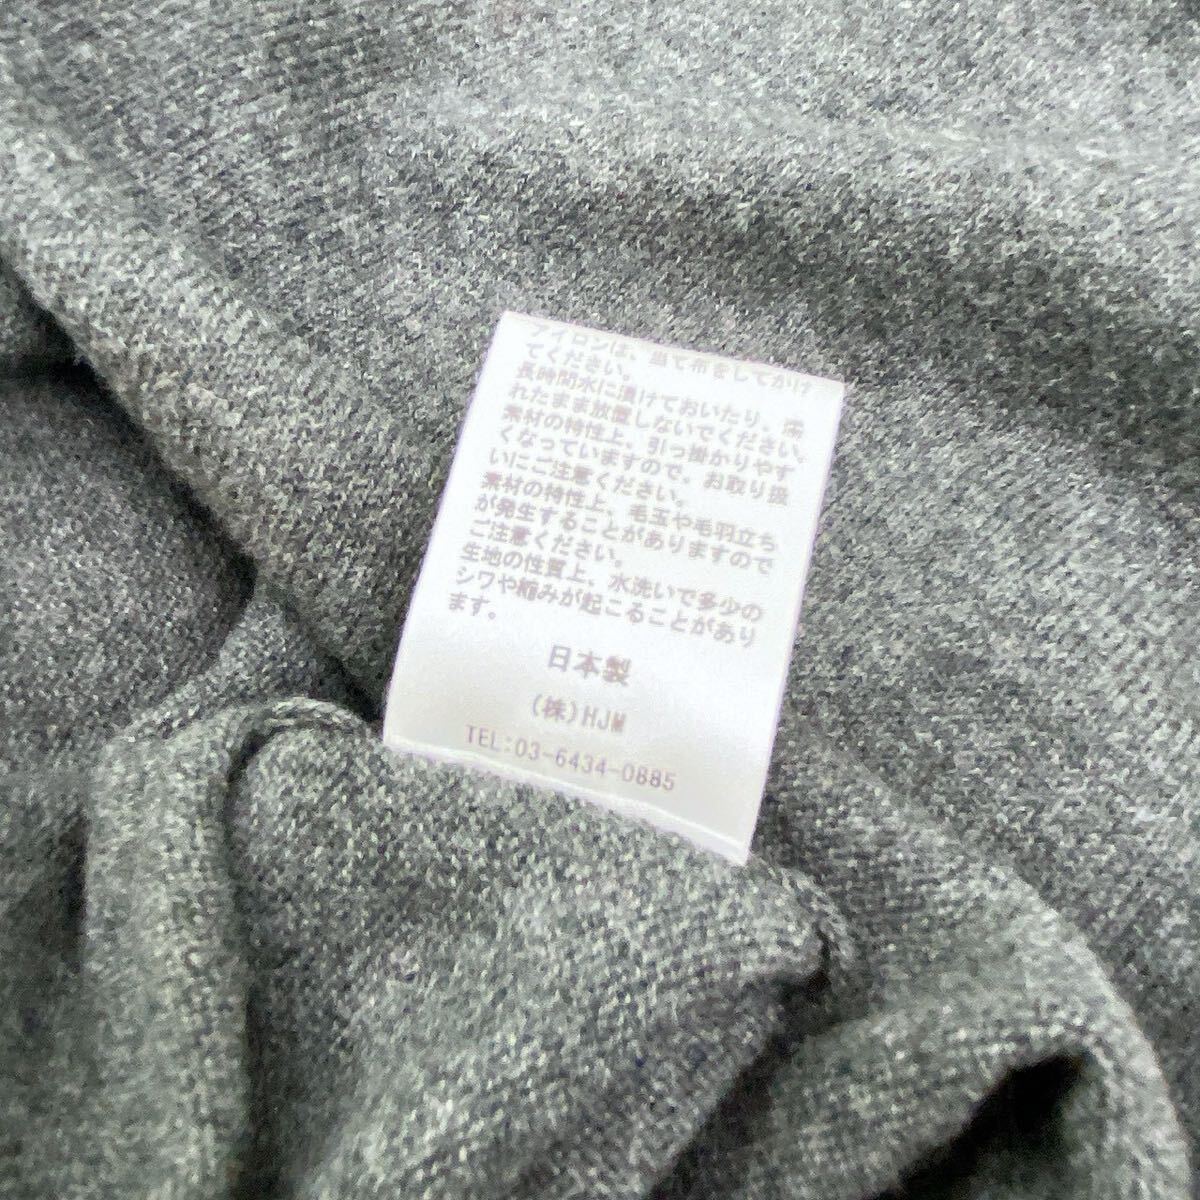 アイロンは、当て布をしてかけ
てください。
長時間水に漬けておいたり、濡
れたまま放置しないでください。
素材の特性上、引っ掛かりやす
くなっていますので、お取り扱
いにご注意ください。
素材の特性上、毛玉や毛羽立ち
が発生することがありますので
ご注意ください。
生地の性質上、水洗いで多少の
シワや縮みが起こることがあり
ます。
日本製
(株)HJM
TEL:03-6434-0885